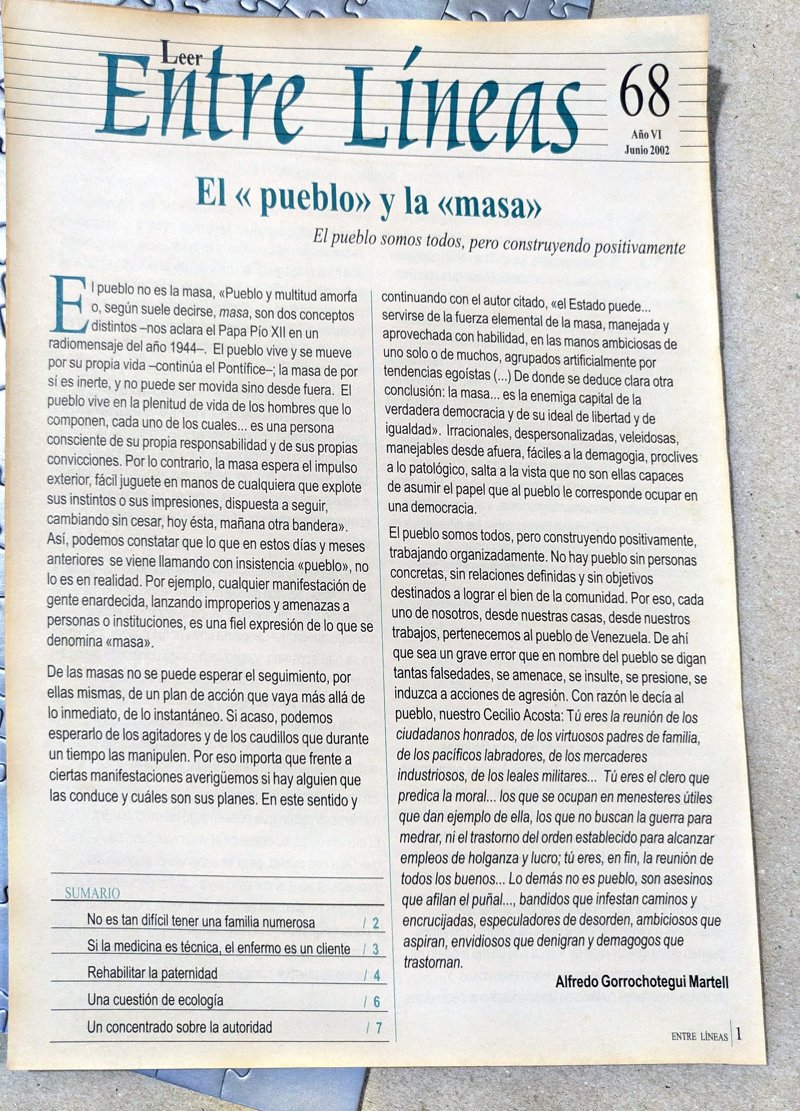 Leer
Entre Líneas
68
Año VI
Junio 2002
El « pueblo» y la «masa»
El pueblo somos todos, pero construyendo positivamente
El pueblo no es la masa, «Pueblo y multitud amorfa
o, según suele decirse, masa, son dos conceptos
distintos –nos aclara el Papa Pío XII en un
radiomensaje del año 1944–. El pueblo vive y se mueve
por su propia vida –continúa el Pontífice–; la masa de por
sí es inerte, y no puede ser movida sino desde fuera. El
pueblo vive en la plenitud de vida de los hombres que lo
componen, cada uno de los cuales... es una persona
consciente de su propia responsabilidad y de sus propias
convicciones. Por lo contrario, la masa espera el impulso
exterior, fácil juguete en manos de cualquiera que explote
sus instintos o sus impresiones, dispuesta a seguir,
cambiando sin cesar, hoy ésta, mañana otra bandera».
Así, podemos constatar que lo que en estos días y meses
anteriores se viene llamando con insistencia «pueblo», no
lo es en realidad. Por ejemplo, cualquier manifestación de
gente enardecida, lanzando improperios y amenazas a
personas o instituciones, es una fiel expresión de lo que se
denomina «masa».
De las masas no se puede esperar el seguimiento, por
ellas mismas, de un plan de acción que vaya más allá de
lo inmediato, de lo instantáneo. Si acaso, podemos
esperarlo de los agitadores y de los caudillos que durante
un tiempo las manipulen. Por eso importa que frente a
ciertas manifestaciones averigüemos si hay alguien que
las conduce y cuáles son sus planes. En este sentido y
continuando con el autor citado, «el Estado puede...
servirse de la fuerza elemental de la masa, manejada y
aprovechada con habilidad, en las manos ambiciosas de
uno solo o de muchos, agrupados artificialmente por
tendencias egoístas (...) De donde se deduce clara otra
conclusión: la masa... es la enemiga capital de la
verdadera democracia y de su ideal de libertad y de
igualdad». Irracionales, despersonalizadas, veleidosas,
manejables desde afuera, fáciles a la demagogia, proclives
a lo patológico, salta a la vista que no son ellas capaces
de asumir el papel que al pueblo le corresponde ocupar en
una democracia.
El pueblo somos todos, pero construyendo positivamente,
trabajando organizadamente. No hay pueblo sin personas
concretas, sin relaciones definidas y sin objetivos
destinados a lograr el bien de la comunidad. Por eso, cada
uno de nosotros, desde nuestras casas, desde nuestros
trabajos, pertenecemos al pueblo de Venezuela. De ahí
que sea un grave error que en nombre del pueblo se digan
tantas falsedades, se amenace, se insulte, se presione, se
induzca a acciones de agresión. Con razón le decía al
pueblo, nuestro Cecilio Acosta: Tú eres la reunión de los
ciudadanos honrados, de los virtuosos padres de familia,
de los pacíficos labradores, de los mercaderes
industriosos, de los leales militares... Tú eres el clero que
predica la moral... los que se ocupan en menesteres útiles
que dan ejemplo de ella, los que no buscan la guerra para
medrar, ni el trastorno del orden establecido para alcanzar
empleos de holganza y lucro; tú eres, en fin, la reunión de
todos los buenos... Lo demás no es pueblo, son asesinos
que afilan el puñal..., bandidos que infestan caminos y
encrucijadas, especuladores de desorden, ambiciosos que
aspiran, envidiosos que denigran y demagogos que
trastornan.
Alfredo Gorrochotegui Martell
SUMARIO
No es tan difícil tener una familia numerosa / 2
Si la medicina es técnica, el enfermo es un cliente / 3
Rehabilitar la paternidad / 4
Una cuestión de ecología / 6
Un concentrado sobre la autoridad / 7
ENTRE LÍNEAS 1